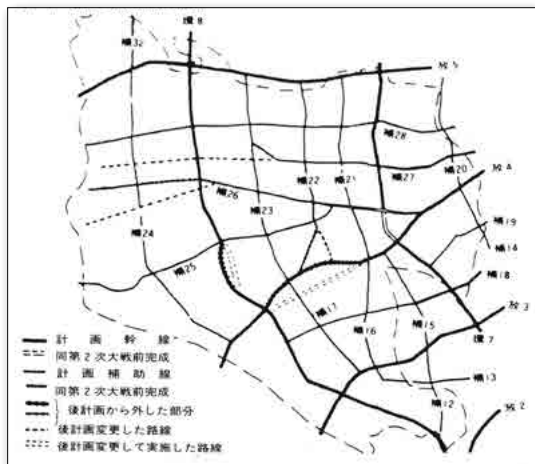 環8
補32
放5
補28
補22
補21
補27
補20
放4
補26
補23
補19
補24
補14
補25
補18
放3
補17
補16
補15
環7
補13
補12
放2
計画幹線
同第2次大戦前完成
計画補助線
同第2次大戦前完成
後計画から外した部分
後計画変更した路線
後計画変更して実施した路線